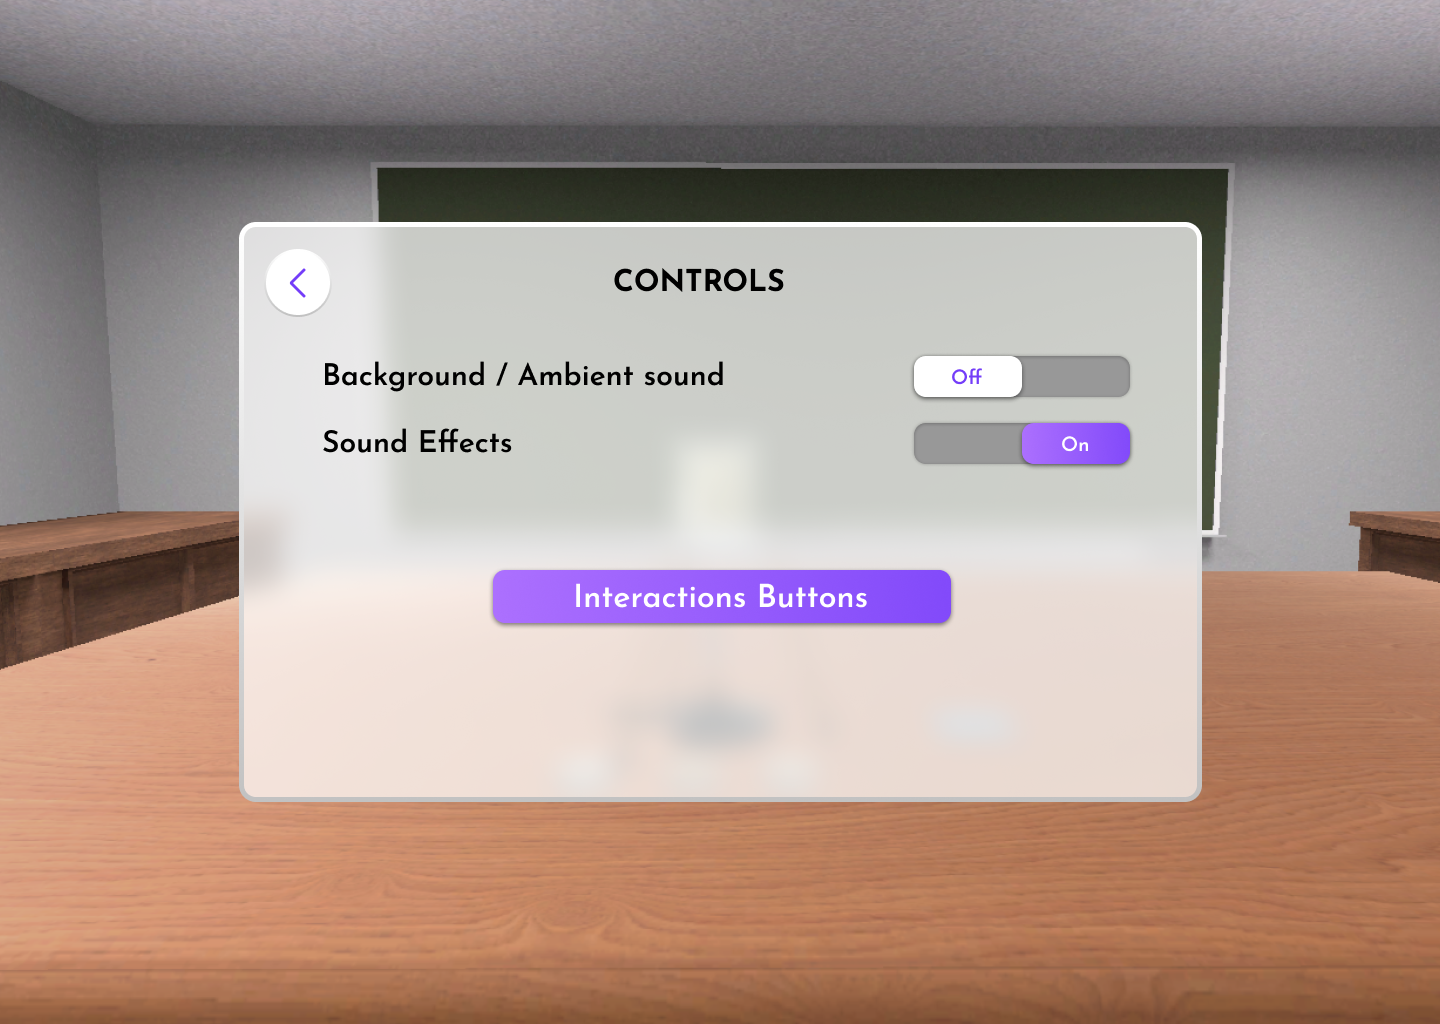 CONTROLS
Background / Ambient sound
Off
Sound Effects
On
Interactions Buttons